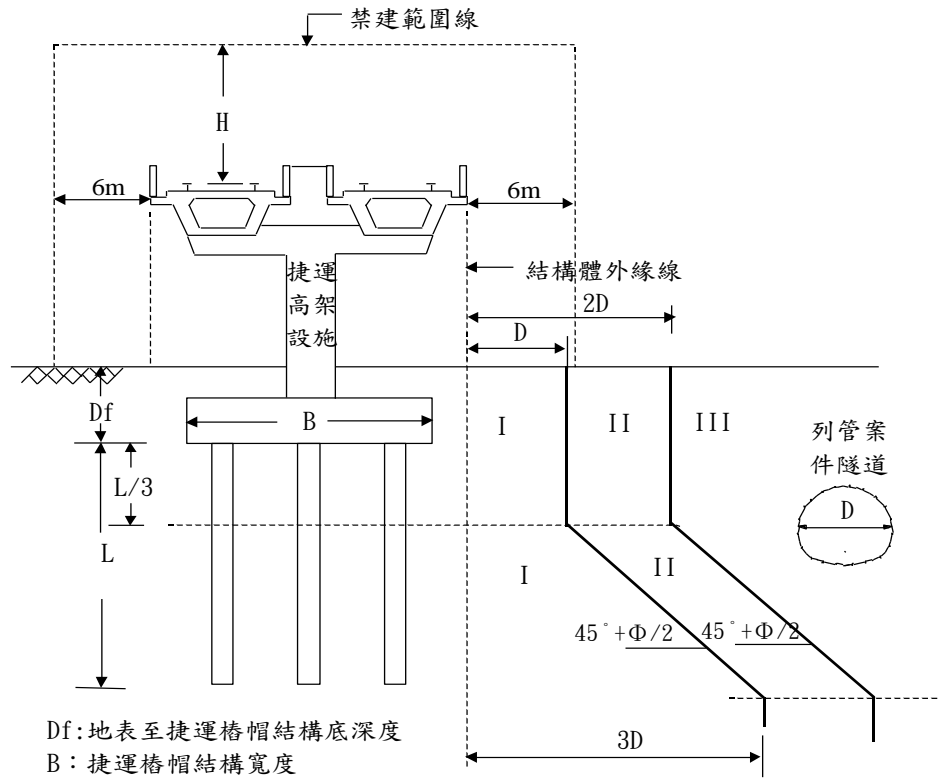 禁建範圍線
H
6m
6m
捷運
高架
設施
結構體外緣線
2D
D
Df
B
I
II
III
列管案
件隧道
D
L/3
L
I
II
45°+Φ/2
45°+Φ/2
Df:地表至捷運樁帽結構底深度
3D
B：捷運樁帽結構寬度